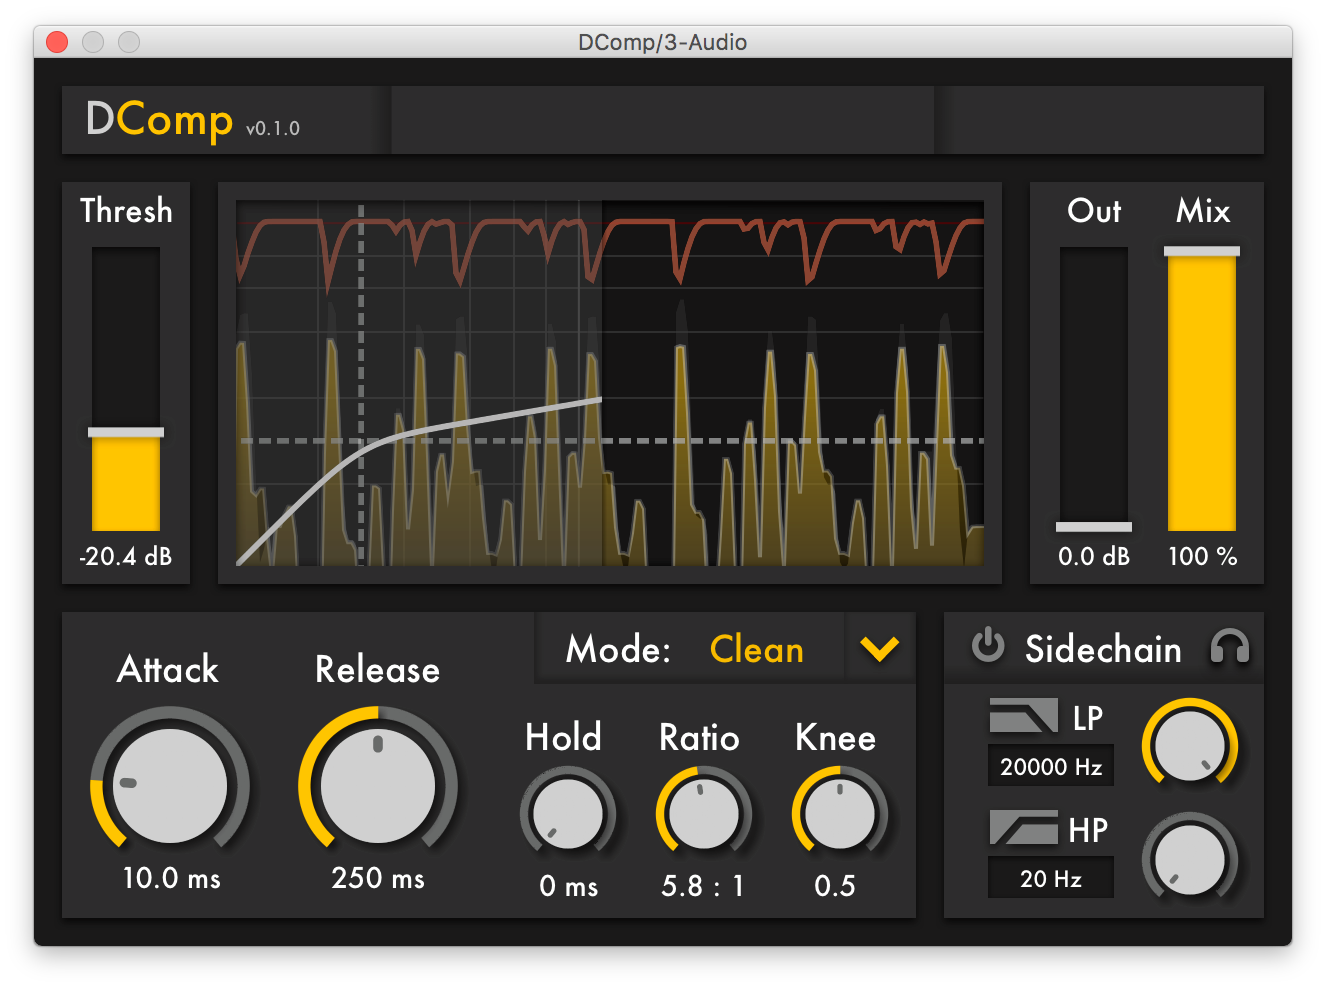 DComp/3-Audio
DComp v0.1.0
Thresh
-20.4 dB
Out Mix
0.0 dB 100 %
Mode: Clean
Attack Release
10.0 ms 250 ms
Hold Ratio Knee
0 ms 5.8 : 1 0.5
Sidechain
LP
20000 Hz
HP
20 Hz